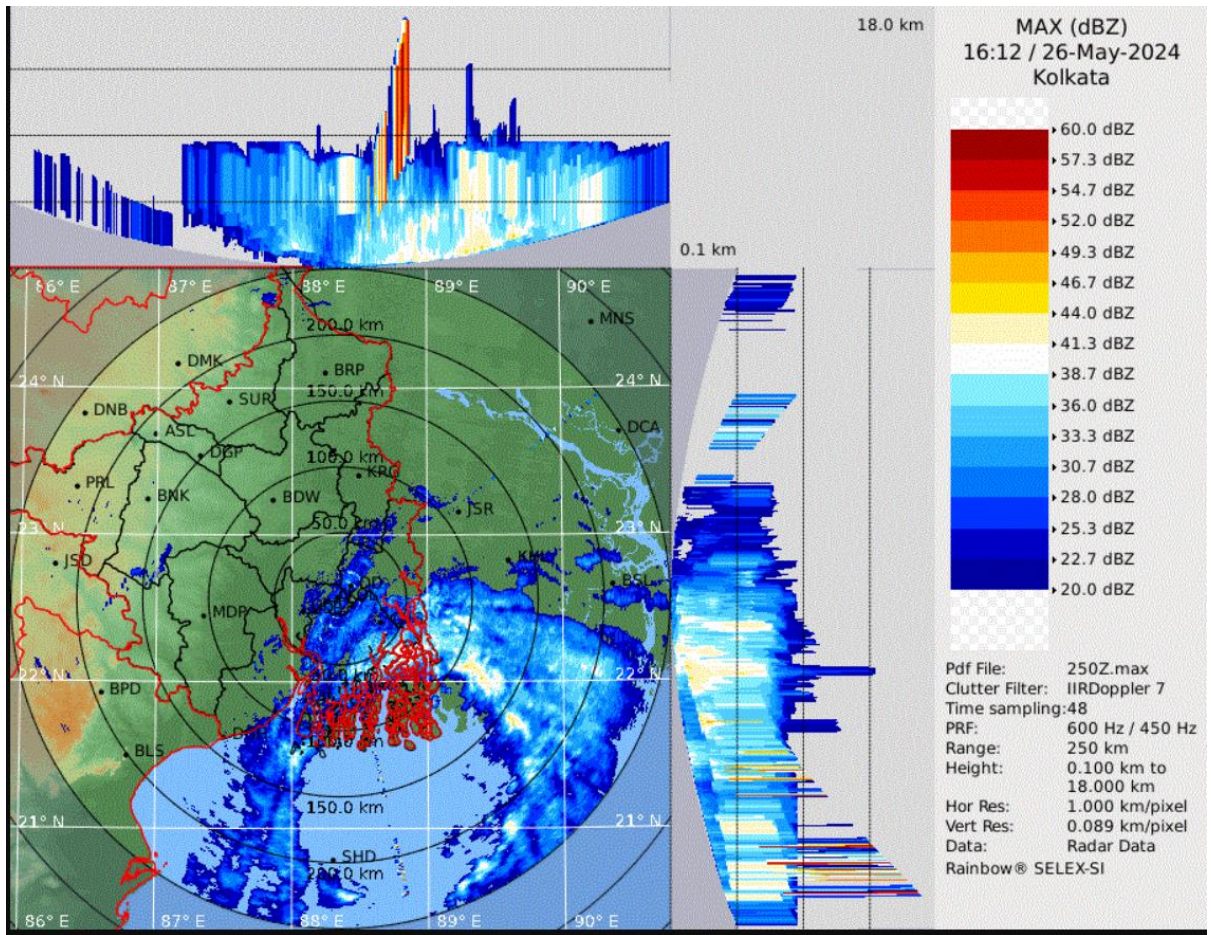 18.0 km
0.1 km
MAX (dBZ)
16:12 / 26-May-2024
Kolkata
60.0 dBZ
57.3 dBZ
54.7 dBZ
52.0 dBZ
49.3 dBZ
46.7 dBZ
44.0 dBZ
41.3 dBZ
38.7 dBZ
36.0 dBZ
33.3 dBZ
30.7 dBZ
28.0 dBZ
25.3 dBZ
22.7 dBZ
20.0 dBZ
Pdf File: 250Z.max
Clutter Filter: IIRDoppler 7
Time sampling:48
PRF: 600 Hz / 450 Hz
Range: 250 km
Height: 0.100 km to
18.000 km
Hor Res: 1.000 km/pixel
Vert Res: 0.089 km/pixel
Data: Radar Data
Rainbow® SELEX-SI
86° E 87° E 88° E 89° E 90° E
MNS
200.0 km
DMK
BRP
24° N 150.0 km 24° N
SUR
DNB
ASL
DCA
DGP
100.0 km
KRG
PRL
BNK
BDW
JSR
50.0 km
23° N 23° N
JSD
BSL
MDP
22° N 22° N
BPD
BLS
150.0 km
21° N 21° N
SHD
200.0 km
86° E 87° E 88° E 89° E 90° E